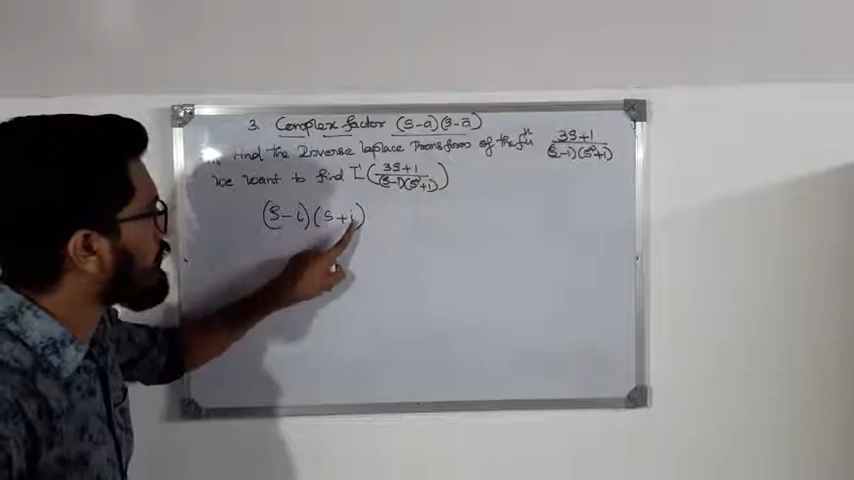 3. Complex factor (S-a)(S-ā)
Find the Inverse laplace Transform of the fⁿ (3S+1)/((S-1)(S²+1))
We want to find L⁻¹((3S+1)/((S-1)(S²+1)))
(S-i)(S+i)